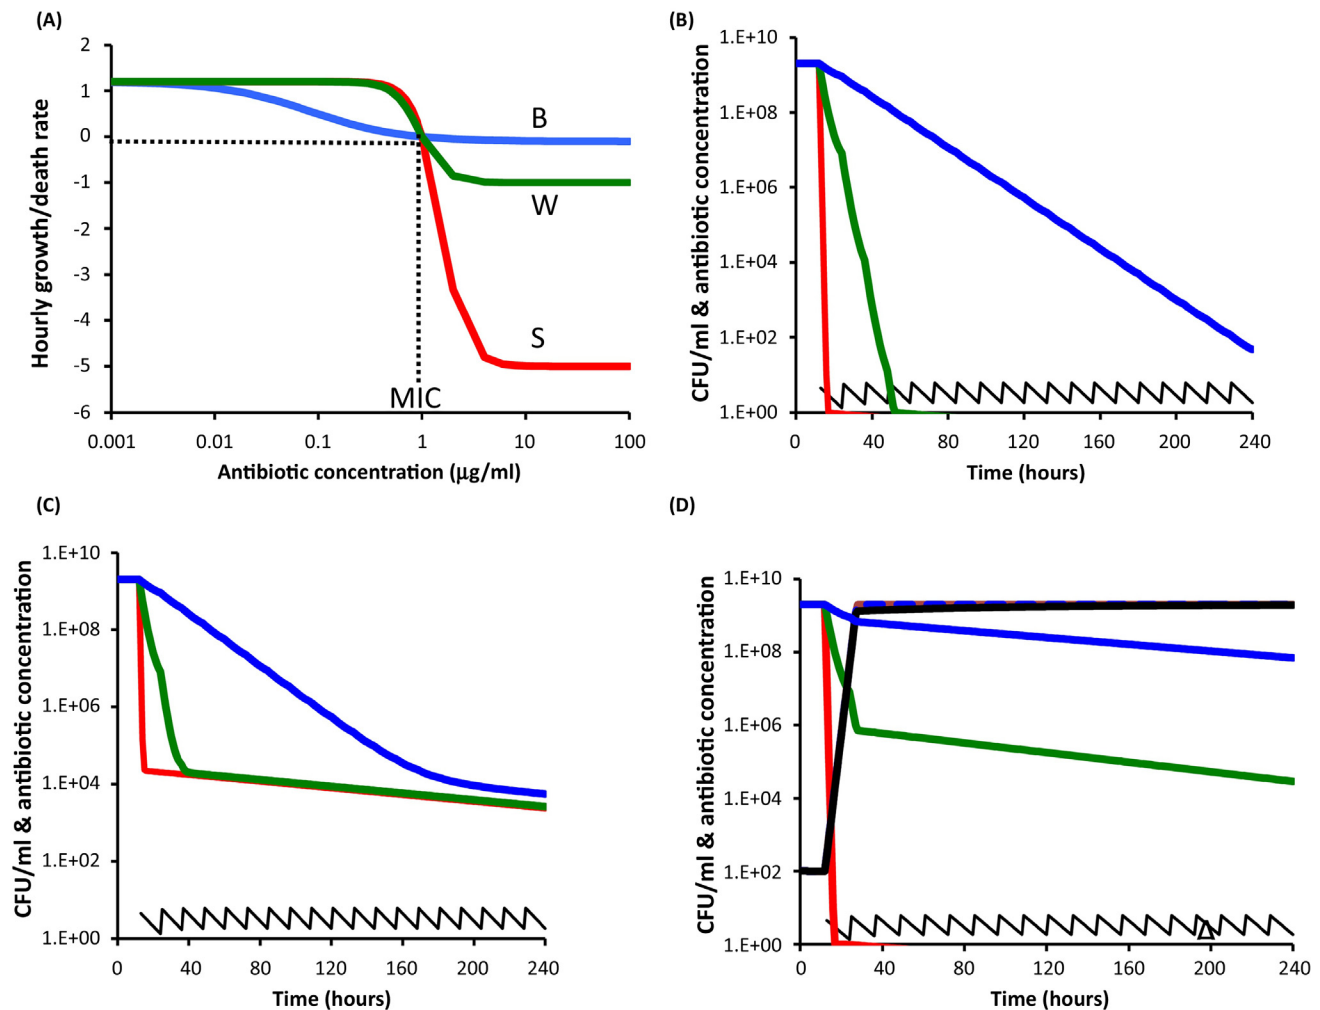 (A)
Hourly growth/death rate
2
1
0
-1
-2
-3
-4
-5
-6
B
W
S
MIC
0.001 0.01 0.1 1 10 100
Antibiotic concentration (µg/ml)
(B)
CFU/ml & antibiotic concentration
1.E+10
1.E+08
1.E+06
1.E+04
1.E+02
1.E+00
0 40 80 120 160 200 240
Time (hours)
(C)
CFU/ml & antibiotic concentration
1.E+10
1.E+08
1.E+06
1.E+04
1.E+02
1.E+00
0 40 80 120 160 200 240
Time (hours)
(D)
CFU/ml & antibiotic concentration
1.E+10
1.E+08
1.E+06
1.E+04
1.E+02
1.E+00
0 40 80 120 160 200 240
Time (hours)